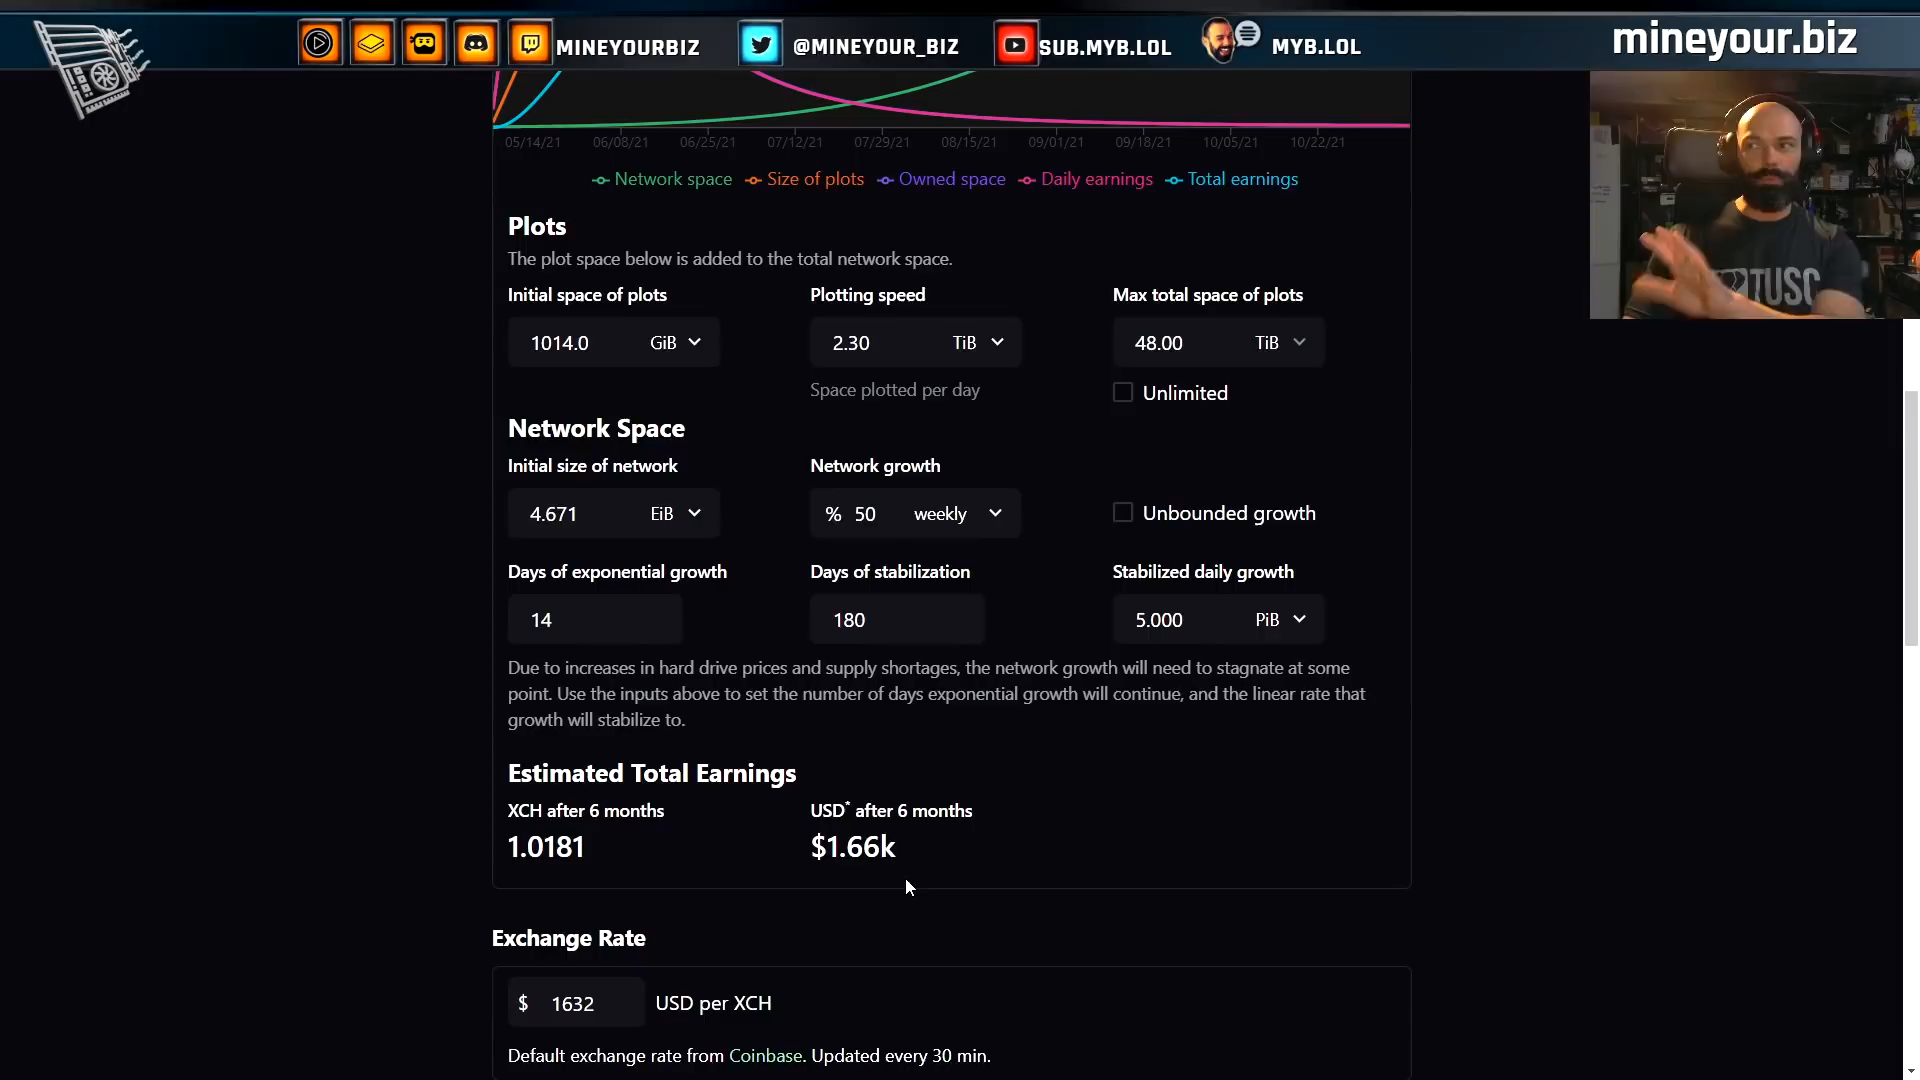 MINEYOURBIZ @MINEYOUR_BIZ SUB.MYB.LOL MYB.LOL mineyour.biz
05/14/21 06/08/21 06/25/21 07/12/21 07/29/21 08/15/21 09/01/21 09/18/21 10/05/21 10/22/21
Network space Size of plots Owned space Daily earnings Total earnings
TUSC
Plots
The plot space below is added to the total network space.
Initial space of plots Plotting speed Max total space of plots
1014.0 GiB 2.30 TiB 48.00 TiB
Space plotted per day Unlimited
Network Space
Initial size of network Network growth
4.671 EiB % 50 weekly Unbounded growth
Days of exponential growth Days of stabilization Stabilized daily growth
14 180 5.000 PiB
Due to increases in hard drive prices and supply shortages, the network growth will need to stagnate at some
point. Use the inputs above to set the number of days exponential growth will continue, and the linear rate that
growth will stabilize to.
Estimated Total Earnings
XCH after 6 months USD* after 6 months
1.0181 $1.66k
Exchange Rate
$ 1632 USD per XCH
Default exchange rate from Coinbase. Updated every 30 min.